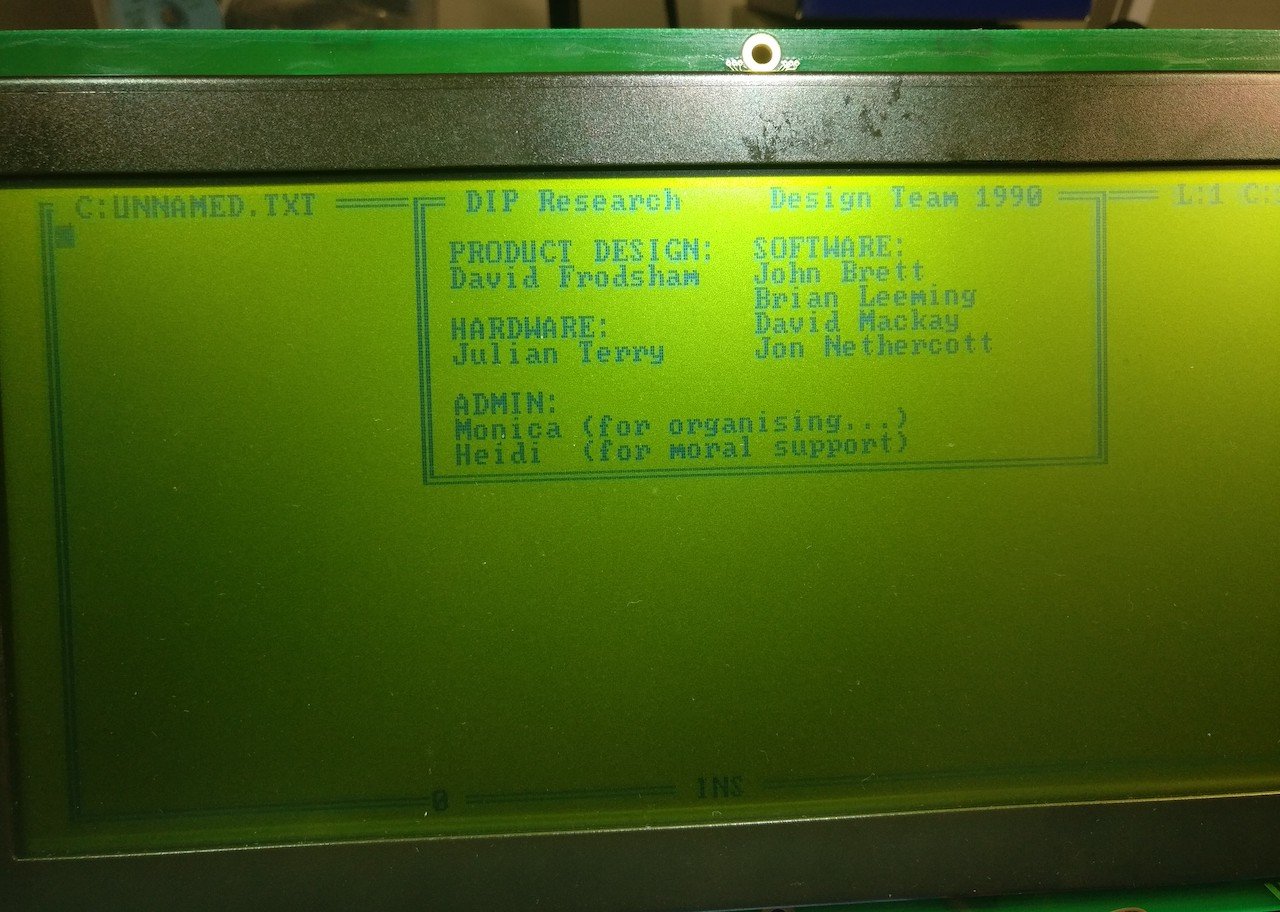 C:UNNAMED.TXT
DIP Research Design Team 1990
L:1 C:
PRODUCT DESIGN:
David Frodsham
HARDWARE:
Julian Terry
SOFTWARE:
John Brett
Brian Leeming
David Mackay
Jon Nethercott
ADMIN:
Monica (for organising...)
Heidi (for moral support)
0
INS